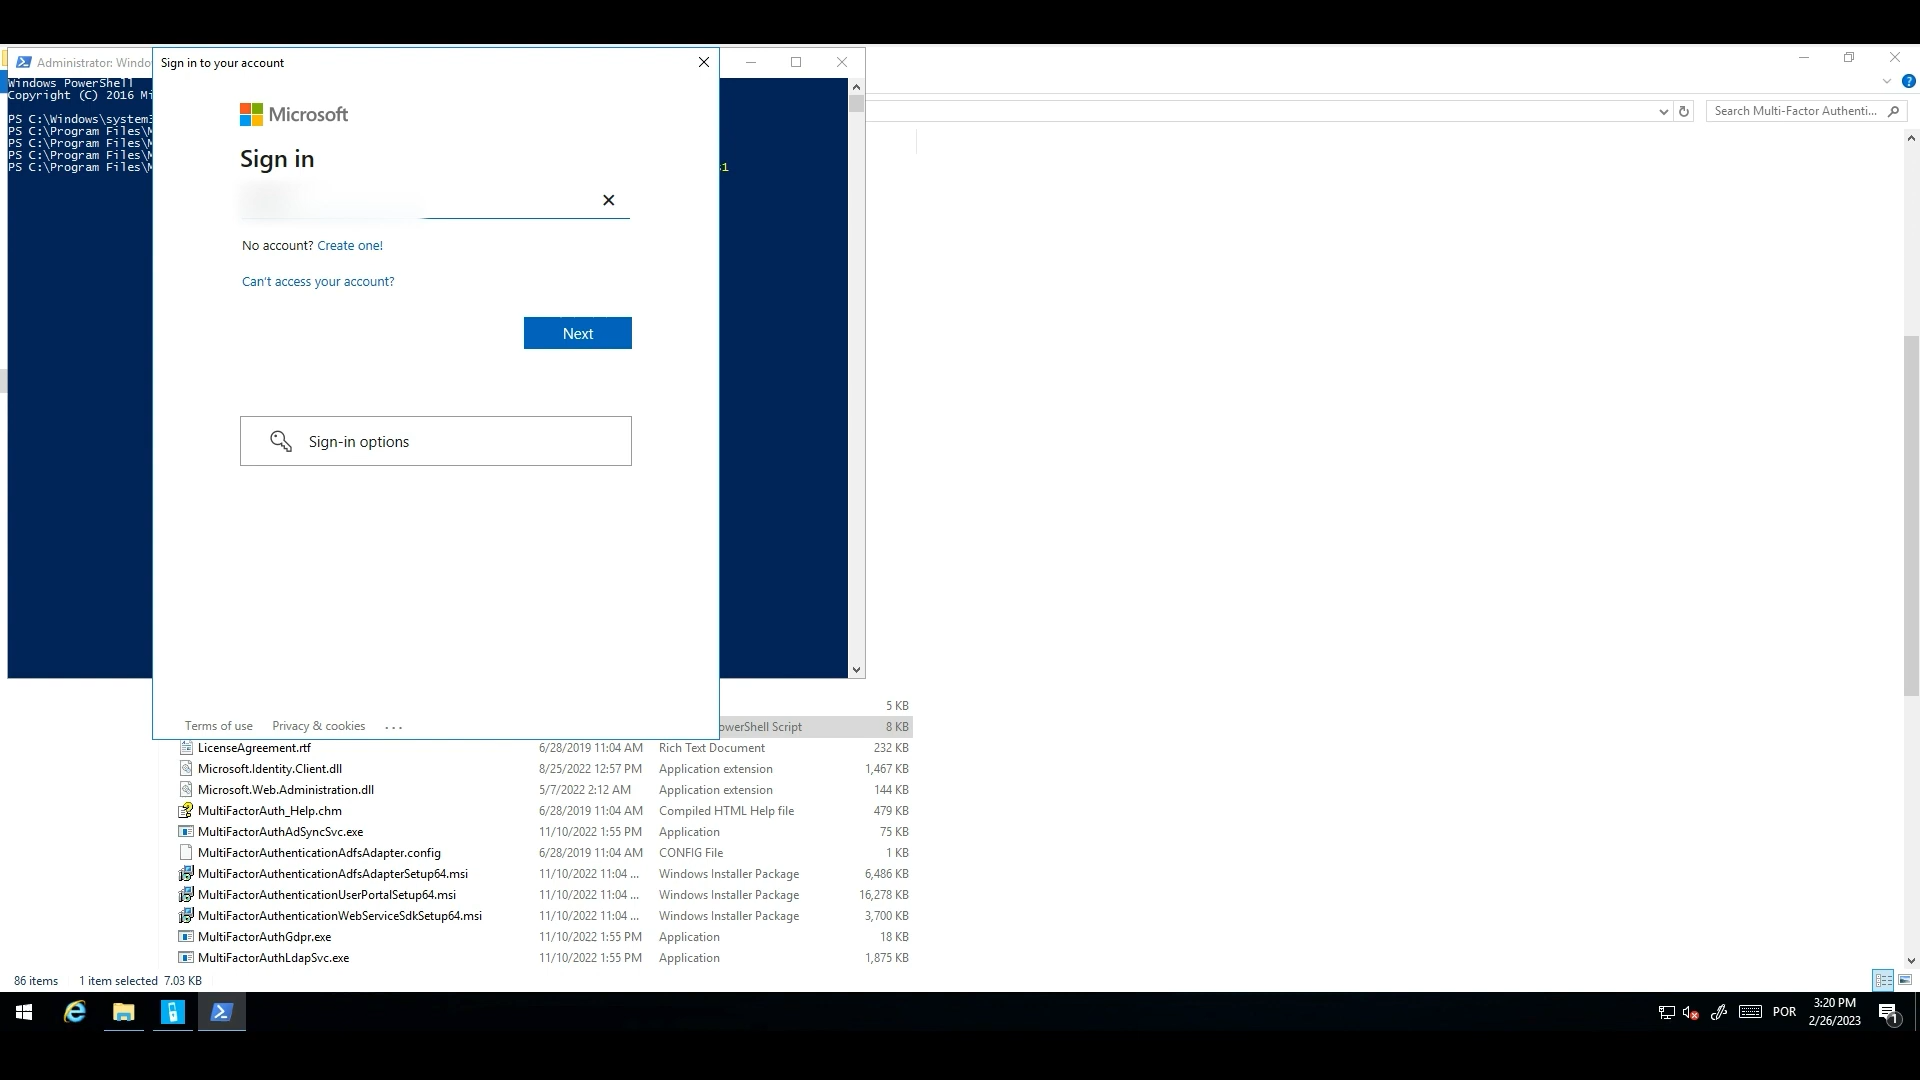 Administrator: Windo
Sign in to your account
Windows PowerShell
Copyright (C) 2016 Mi
PS C:\Windows\system3
PS C:\Program Files\M
PS C:\Program Files\M
PS C:\Program Files\M
PS C:\Program Files\M
Microsoft
Sign in
No account? Create one!
Can't access your account?
Next
Sign-in options
Terms of use Privacy & cookies ...
Search Multi-Factor Authenti...
5 KB
owerShell Script 8 KB
LicenseAgreement.rtf 6/28/2019 11:04 AM Rich Text Document 232 KB
Microsoft.Identity.Client.dll 8/25/2022 12:57 PM Application extension 1,467 KB
Microsoft.Web.Administration.dll 5/7/2022 2:12 AM Application extension 144 KB
MultiFactorAuth_Help.chm 6/28/2019 11:04 AM Compiled HTML Help file 479 KB
MultiFactorAuthAdSyncSvc.exe 11/10/2022 1:55 PM Application 75 KB
MultiFactorAuthenticationAdfsAdapter.config 6/28/2019 11:04 AM CONFIG File 1 KB
MultiFactorAuthenticationAdfsAdapterSetup64.msi 11/10/2022 11:04 ... Windows Installer Package 6,486 KB
MultiFactorAuthenticationUserPortalSetup64.msi 11/10/2022 11:04 ... Windows Installer Package 16,278 KB
MultiFactorAuthenticationWebServiceSdkSetup64.msi 11/10/2022 11:04 ... Windows Installer Package 3,700 KB
MultiFactorAuthGdpr.exe 11/10/2022 1:55 PM Application 18 KB
MultiFactorAuthLdapSvc.exe 11/10/2022 1:55 PM Application 1,875 KB
86 items 1 item selected 7.03 KB
POR
3:20 PM
2/26/2023
1